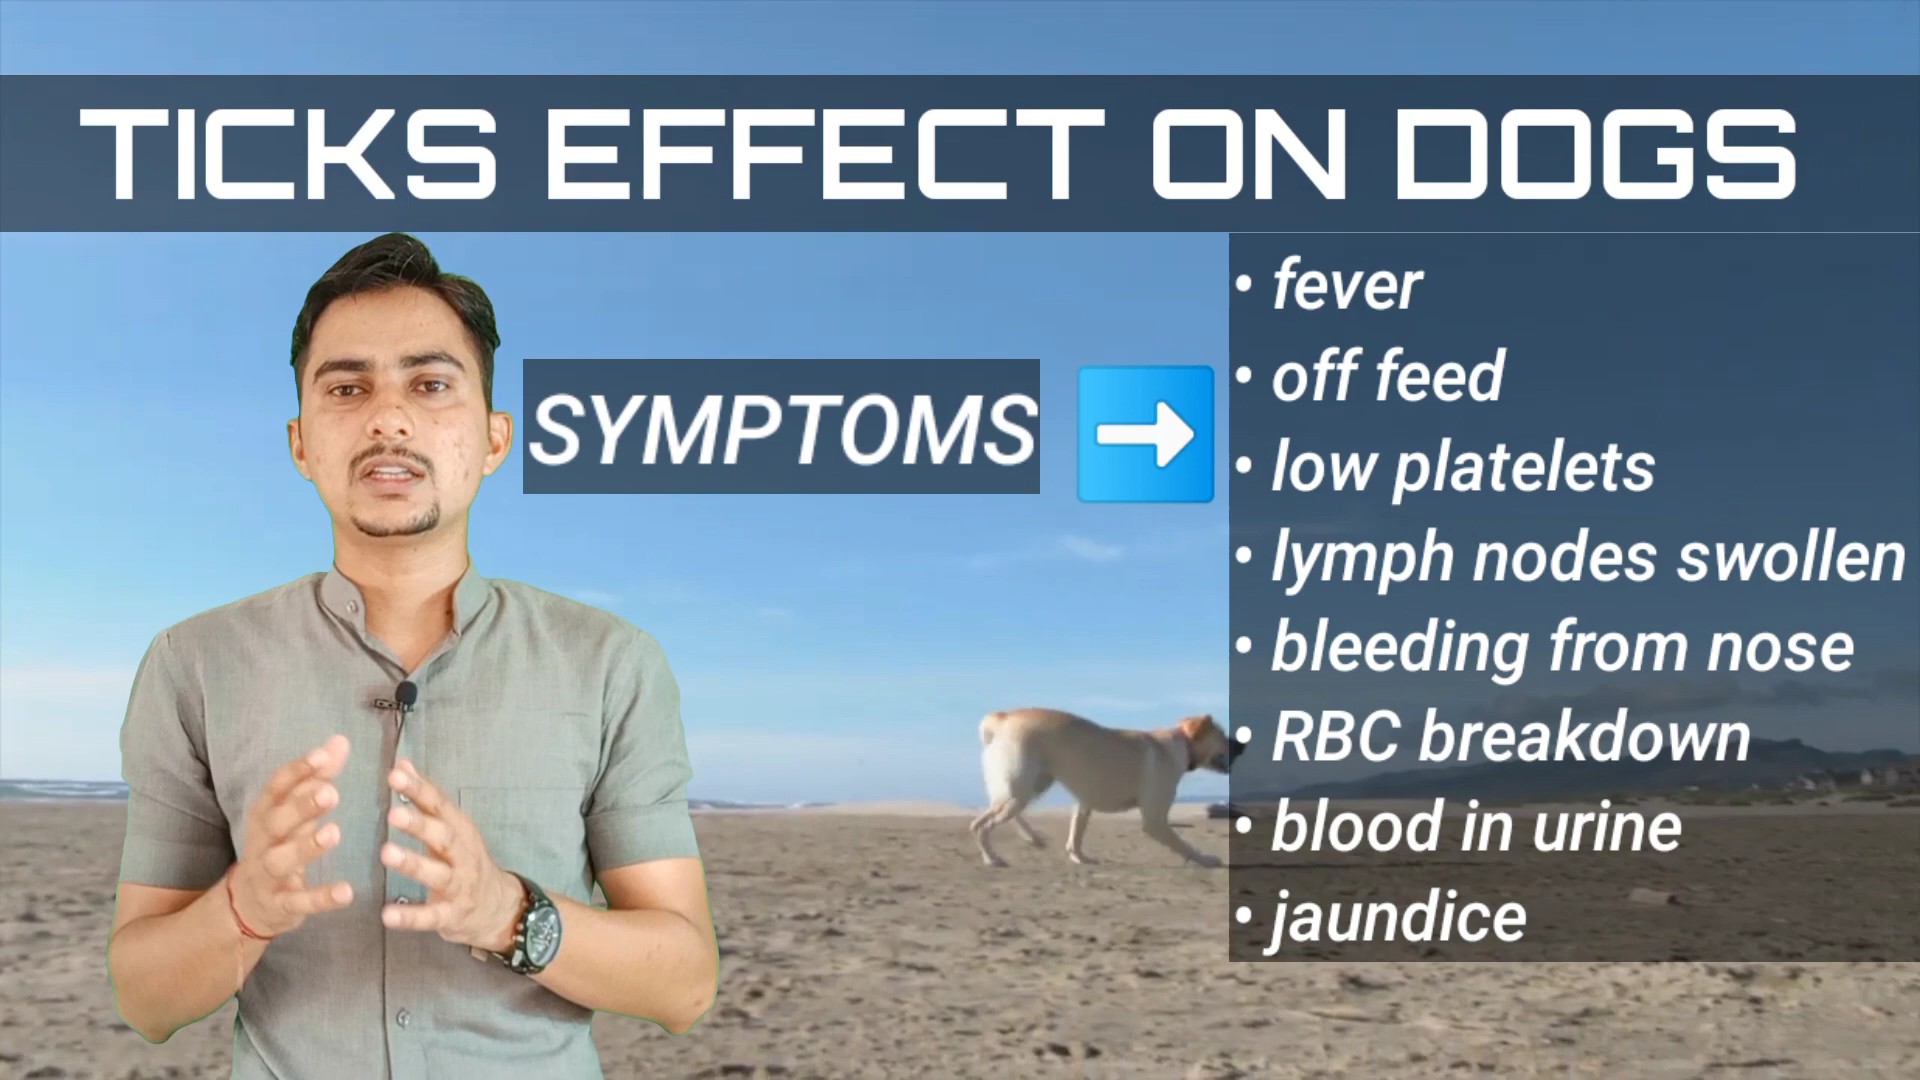 TICKS EFFECT ON DOGS
SYMPTOMS
• fever
• off feed
• low platelets
• lymph nodes swollen
• bleeding from nose
• RBC breakdown
• blood in urine
• jaundice